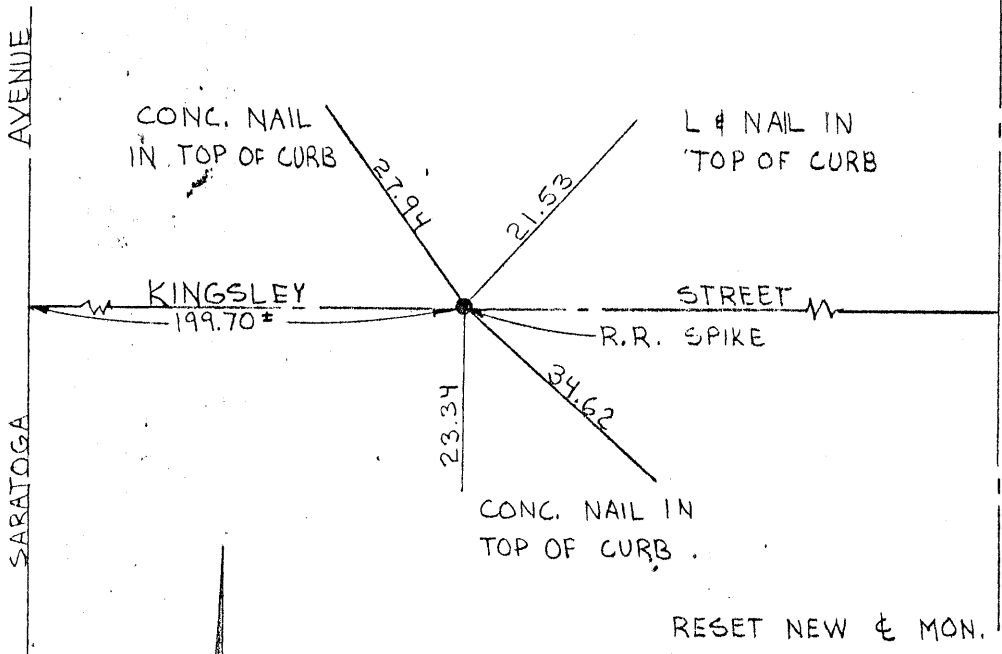 AVENUE
CONC. NAIL
IN TOP OF CURB
L & NAIL IN
TOP OF CURB
27.94
21.53
KINGSLEY
STREET
199.70±
R.R. SPIKE
34.62
23.34
SARATOGA
CONC. NAIL IN
TOP OF CURB.
RESET NEW ℄ MON.